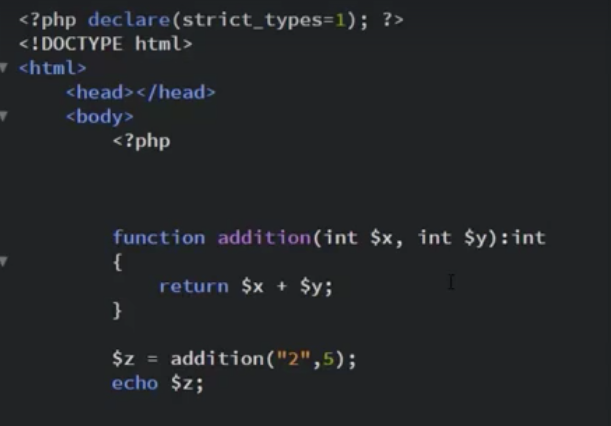 <?php declare(strict_types=1); ?>
<!DOCTYPE html>
<html>
<head></head>
<body>
<?php
function addition(int $x, int $y):int
{
return $x + $y;
}
$z = addition("2",5);
echo $z;